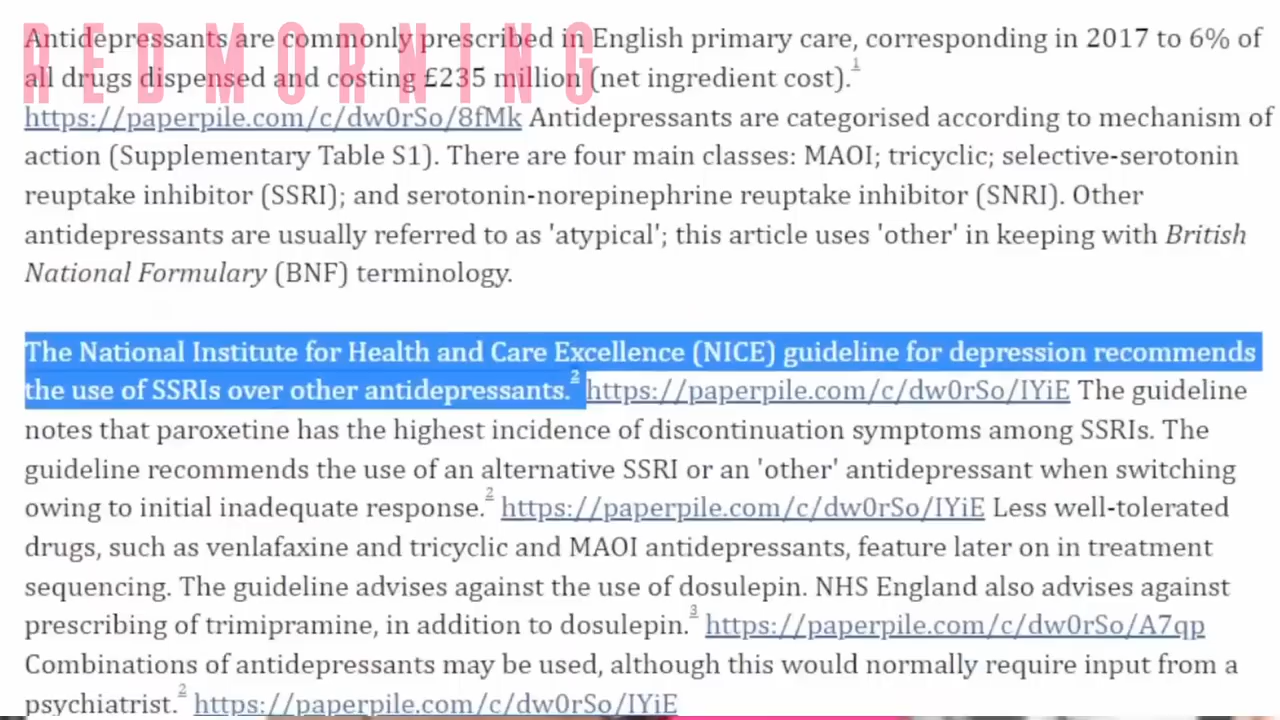 REDMORNING
Antidepressants are commonly prescribed in English primary care, corresponding in 2017 to 6% of
all drugs dispensed and costing £235 million (net ingredient cost).1
https://paperpile.com/c/dw0rSo/8fMk Antidepressants are categorised according to mechanism of
action (Supplementary Table S1). There are four main classes: MAOI; tricyclic; selective-serotonin
reuptake inhibitor (SSRI); and serotonin-norepinephrine reuptake inhibitor (SNRI). Other
antidepressants are usually referred to as 'atypical'; this article uses 'other' in keeping with British
National Formulary (BNF) terminology.
The National Institute for Health and Care Excellence (NICE) guideline for depression recommends
the use of SSRIs over other antidepressants.2 https://paperpile.com/c/dw0rSo/IYiE The guideline
notes that paroxetine has the highest incidence of discontinuation symptoms among SSRIs. The
guideline recommends the use of an alternative SSRI or an 'other' antidepressant when switching
owing to initial inadequate response.2 https://paperpile.com/c/dw0rSo/IYiE Less well-tolerated
drugs, such as venlafaxine and tricyclic and MAOI antidepressants, feature later on in treatment
sequencing. The guideline advises against the use of dosulepin. NHS England also advises against
prescribing of trimipramine, in addition to dosulepin.3 https://paperpile.com/c/dw0rSo/A7qp
Combinations of antidepressants may be used, although this would normally require input from a
psychiatrist.2 https://paperpile.com/c/dw0rSo/IYiE